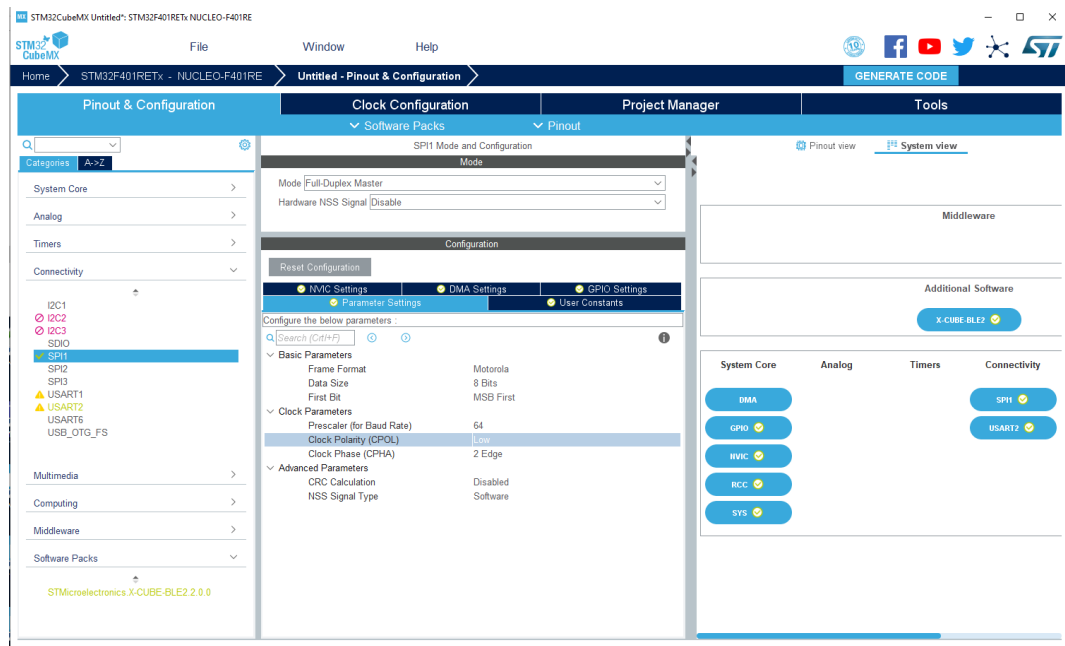 MX STM32CubeMX Untitled*: STM32F401RETx NUCLEO-F401RE
STM32 CubeMX
File Window Help
10
ST
Home STM32F401RETx - NUCLEO-F401RE Untitled - Pinout & Configuration GENERATE CODE
Pinout & Configuration Clock Configuration Project Manager Tools
Software Packs Pinout
Categories A->Z
System Core
Analog
Timers
Connectivity
I2C1
I2C2
I2C3
SDIO
SPI1
SPI2
SPI3
USART1
USART2
USART6
USB_OTG_FS
Multimedia
Computing
Middleware
Software Packs
STMicroelectronics.X-CUBE-BLE2.2.0.0
SPI1 Mode and Configuration
Mode
Mode Full-Duplex Master
Hardware NSS Signal Disable
Configuration
Reset Configuration
NVIC Settings DMA Settings GPIO Settings
Parameter Settings User Constants
Configure the below parameters :
Search (Crtl+F)
Basic Parameters
Frame Format Motorola
Data Size 8 Bits
First Bit MSB First
Clock Parameters
Prescaler (for Baud Rate) 64
Clock Polarity (CPOL) Low
Clock Phase (CPHA) 2 Edge
Advanced Parameters
CRC Calculation Disabled
NSS Signal Type Software
Pinout view System view
Middleware
Additional Software
X-CUBE-BLE2
System Core Analog Timers Connectivity
DMA SPI1
GPIO USART2
NVIC
RCC
SYS